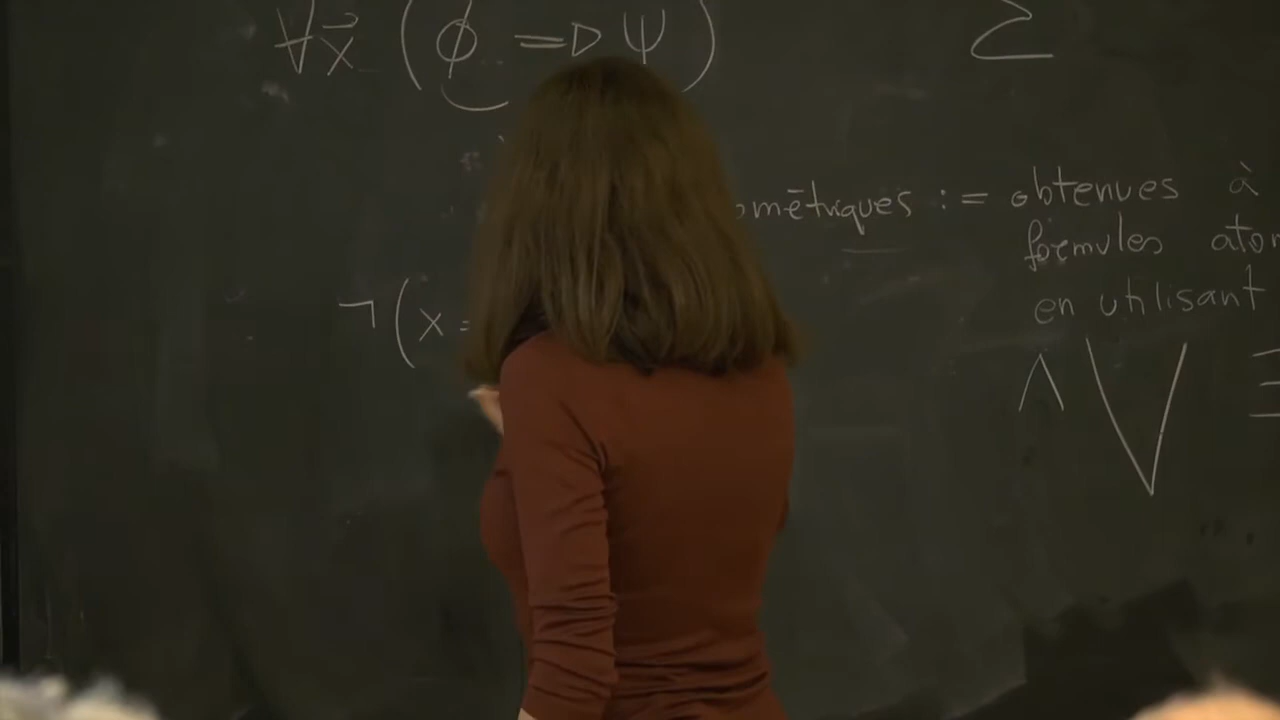 ∀x⃗ (ϕ ⇒ ψ) Σ
ométriques := obtenues à
formules ato
en utilisant
¬(x =
∧ ⋁ ∃